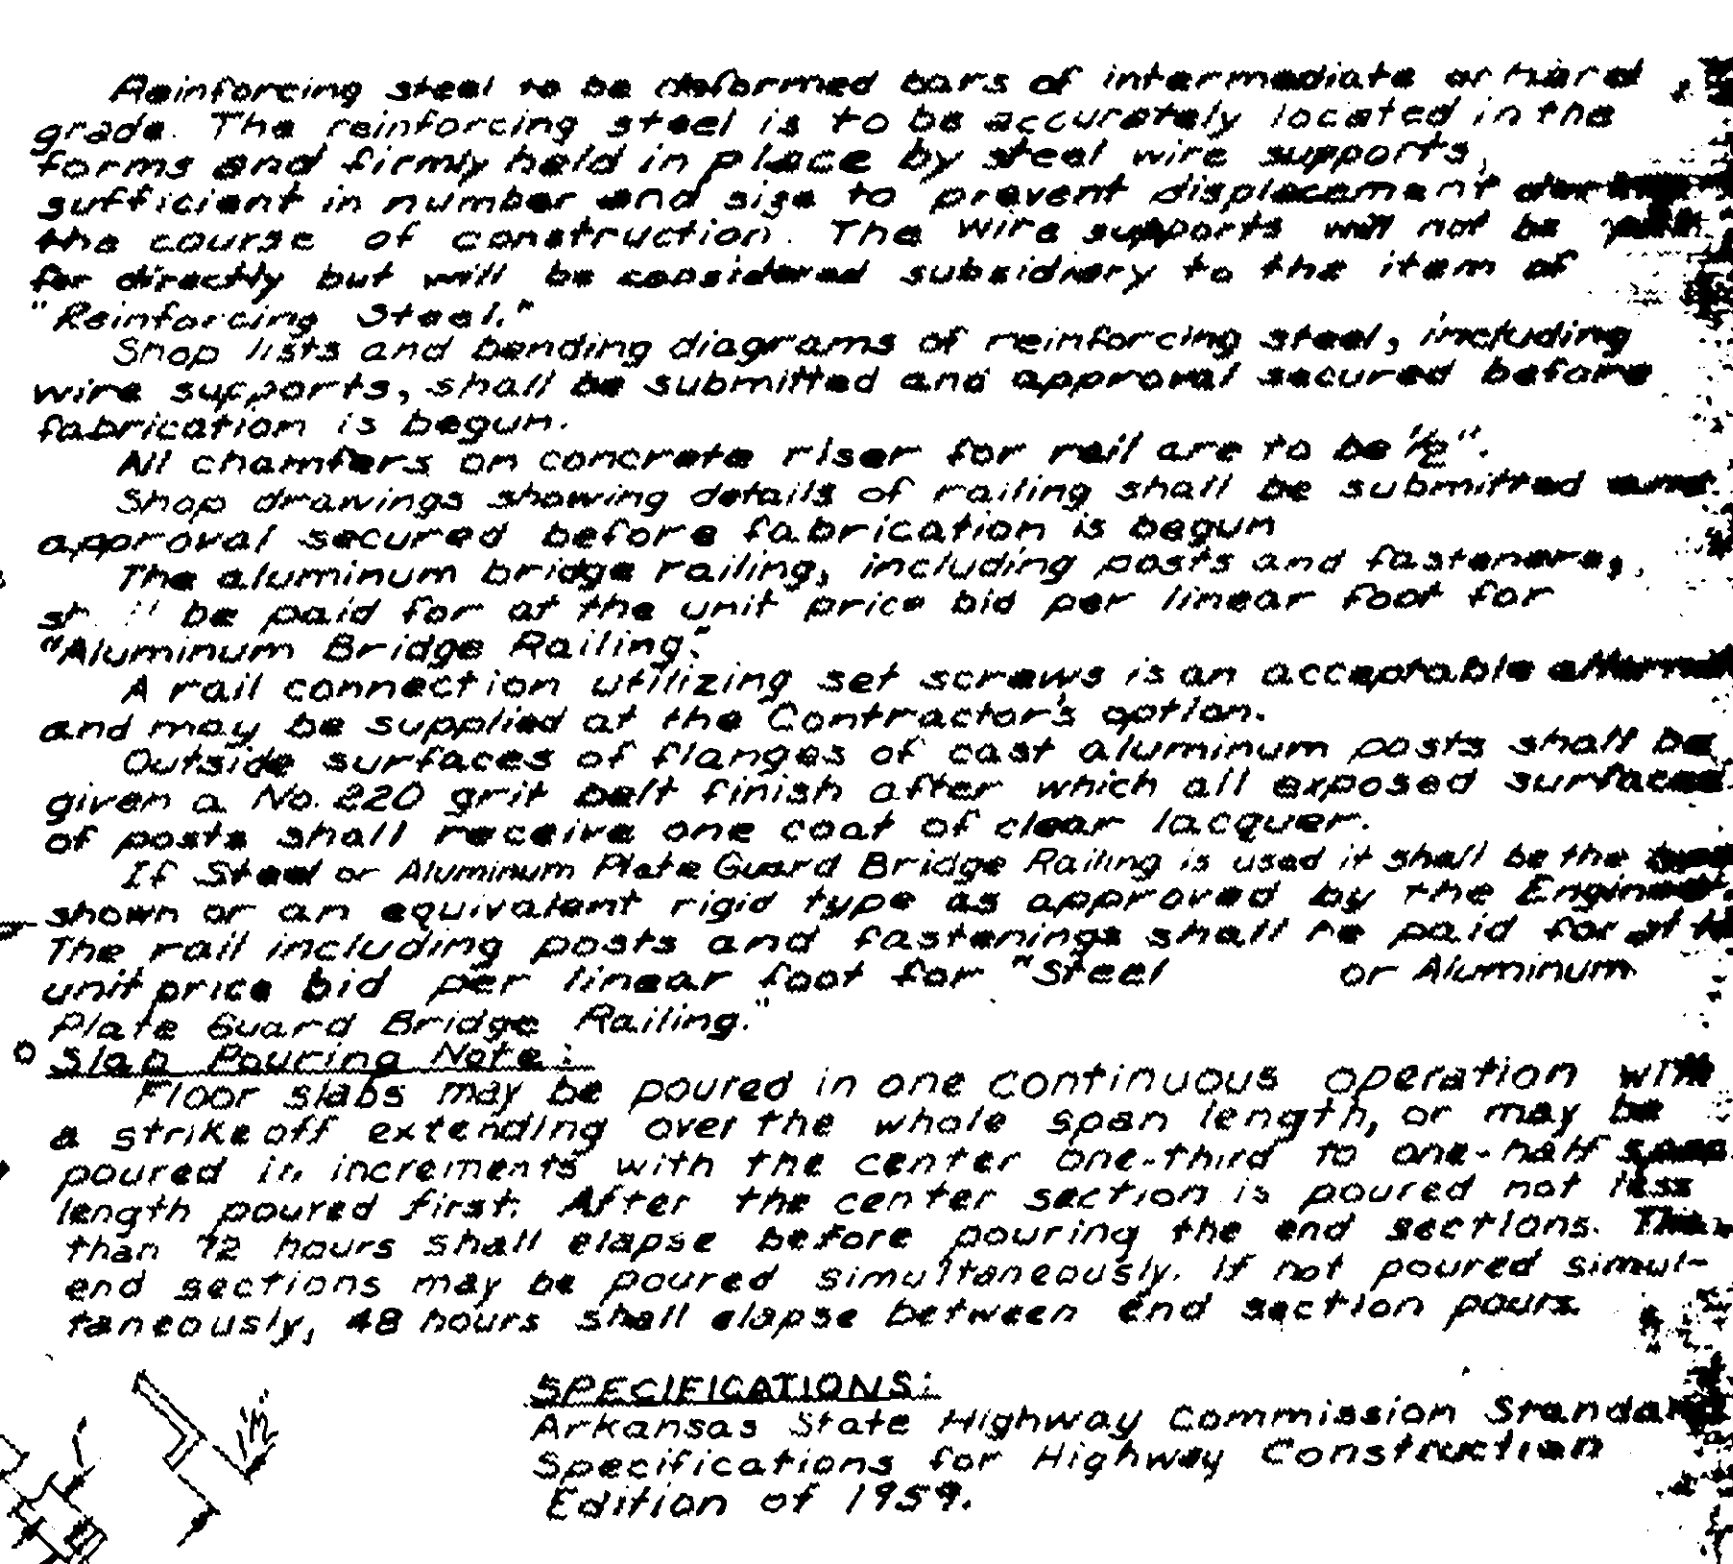 Reinforcing steel to be deformed bars of intermediate or hard
grade. The reinforcing steel is to be accurately located in the
forms and firmly held in place by steel wire supports,
sufficient in number and size to prevent displacement
the course of construction. The wire supports will not be
for directly but will be considered subsidiary to the item of
"Reinforcing Steel."
Shop lists and bending diagrams of reinforcing steel, including
wire supports, shall be submitted and approval secured before
fabrication is begun.
All chamfers on concrete riser for rail are to be 1/2".
Shop drawings showing details of railing shall be submitted and
approval secured before fabrication is begun
The aluminum bridge railing, including posts and fasteners,
be paid for at the unit price bid per linear foot for
"Aluminum Bridge Railing."
A rail connection utilizing set screws is an acceptable
and may be supplied at the Contractor's option.
Outside surfaces of flanges of cast aluminum posts shall be
given a No. 220 grit belt finish after which all exposed surfaces
of posts shall receive one coat of clear lacquer.
If Steel or Aluminum Plate Guard Bridge Railing is used it shall be the
shown or an equivalent rigid type as approved by the Engineer.
The rail including posts and fastenings shall be paid for at the
unit price bid per linear foot for "Steel or Aluminum
Plate Guard Bridge Railing."
Slab Pouring Note:
Floor slabs may be poured in one continuous operation with
a strikeoff extending over the whole span length, or may be
poured in increments with the center one-third to one-half span
length poured first. After the center section is poured not less
than 72 hours shall elapse before pouring the end sections. The
end sections may be poured simultaneously. If not poured simul-
taneously, 48 hours shall elapse between end section pours.
SPECIFICATIONS:
Arkansas State Highway Commission Standard
Specifications for Highway Construction
Edition of 1959.